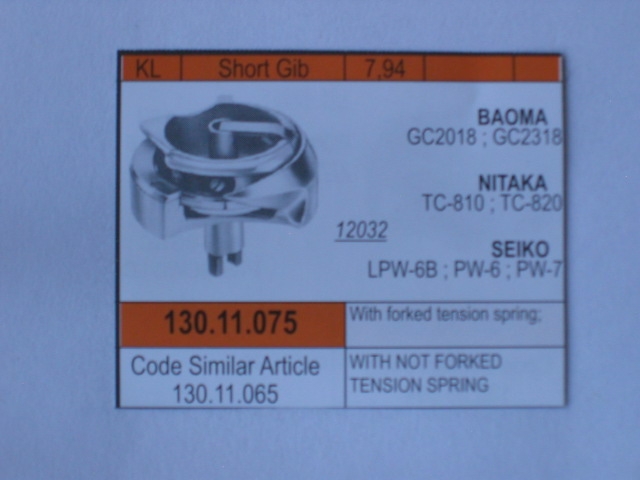 KL Short Gib 7,94
BAOMA
GC2018 ; GC2318
NITAKA
TC-810 ; TC-820
12032
SEIKO
LPW-6B ; PW-6 ; PW-7
130.11.075
With forked tension spring;
Code Similar Article
130.11.065
WITH NOT FORKED
TENSION SPRING